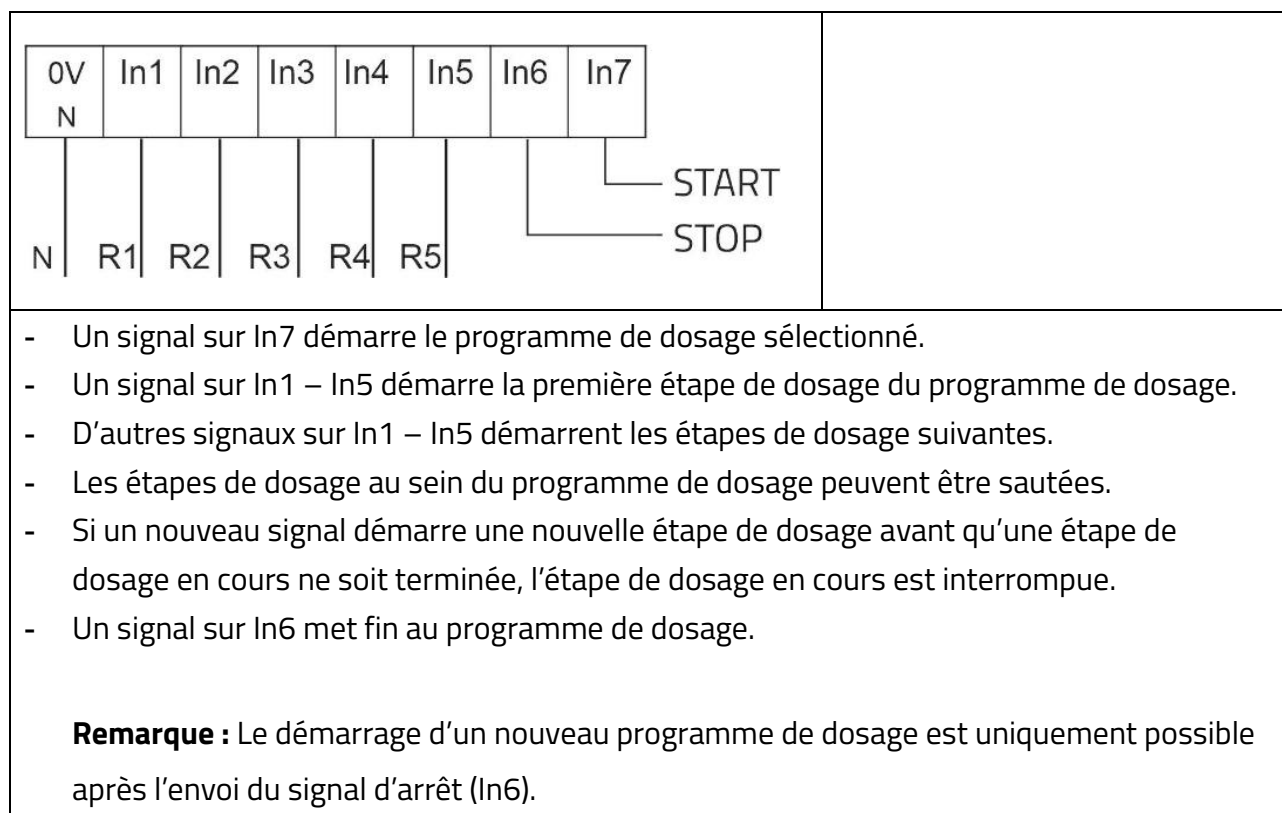 0V In1 In2 In3 In4 In5 In6 In7
N
START
STOP
N R1 R2 R3 R4 R5
- Un signal sur In7 démarre le programme de dosage sélectionné.
- Un signal sur In1 – In5 démarre la première étape de dosage du programme de dosage.
- D’autres signaux sur In1 – In5 démarrent les étapes de dosage suivantes.
- Les étapes de dosage au sein du programme de dosage peuvent être sautées.
- Si un nouveau signal démarre une nouvelle étape de dosage avant qu’une étape de
dosage en cours ne soit terminée, l’étape de dosage en cours est interrompue.
- Un signal sur In6 met fin au programme de dosage.
Remarque : Le démarrage d’un nouveau programme de dosage est uniquement possible
après l’envoi du signal d’arrêt (In6).